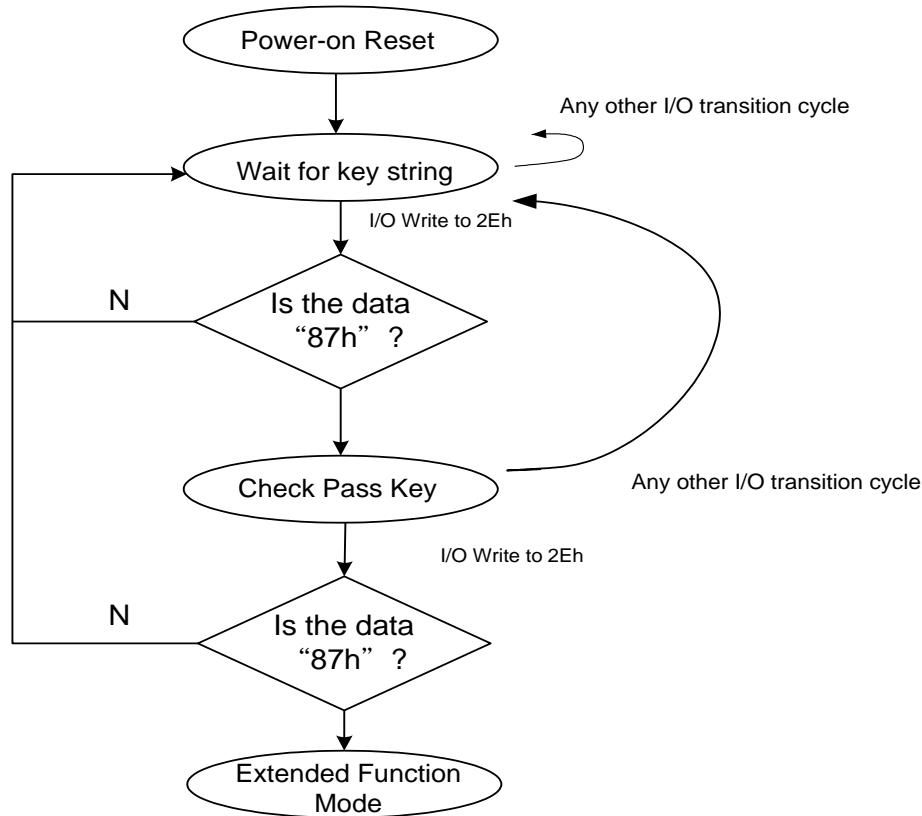 Power-on Reset
Any other I/O transition cycle
Wait for key string
I/O Write to 2Eh
N
Is the data
“87h” ?
Check Pass Key
Any other I/O transition cycle
I/O Write to 2Eh
N
Is the data
“87h” ?
Extended Function
Mode